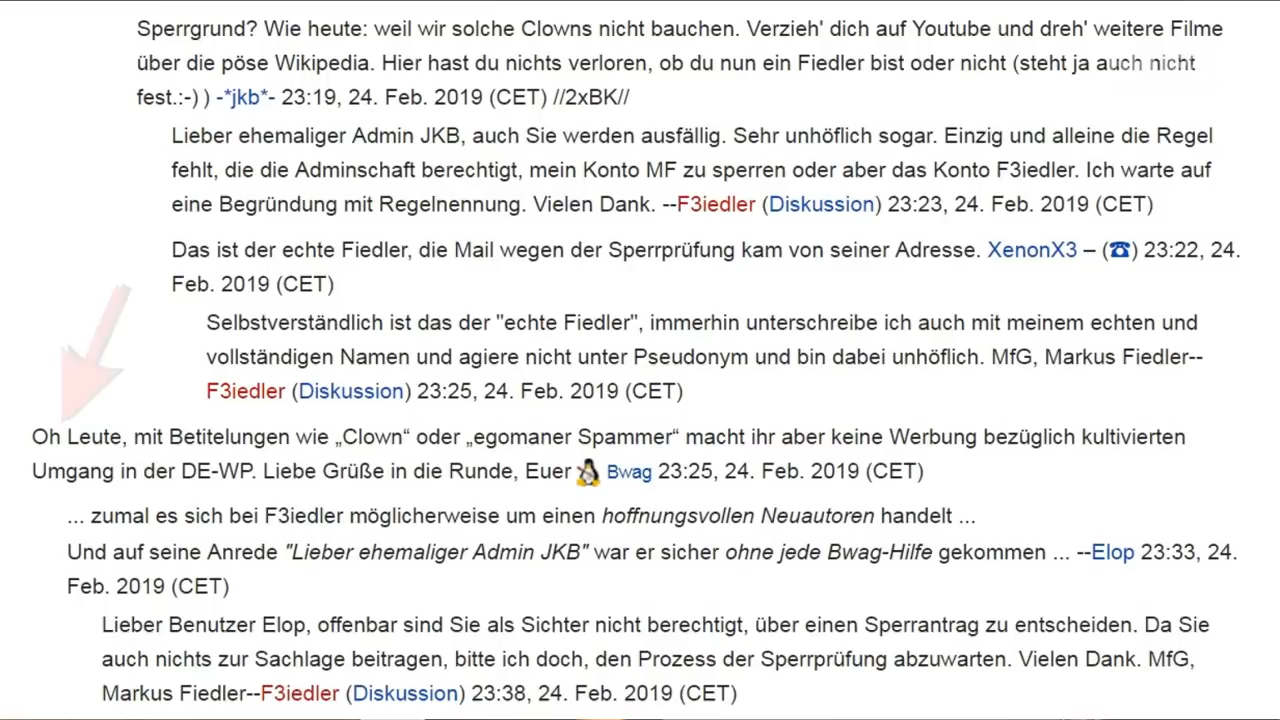 Sperrgrund? Wie heute: weil wir solche Clowns nicht bauchen. Verzieh' dich auf Youtube und dreh' weitere Filme
über die pöse Wikipedia. Hier hast du nichts verloren, ob du nun ein Fiedler bist oder nicht (steht ja auch nicht
fest.:-) ) -*jkb*- 23:19, 24. Feb. 2019 (CET) //2xBK//
Lieber ehemaliger Admin JKB, auch Sie werden ausfällig. Sehr unhöflich sogar. Einzig und alleine die Regel
fehlt, die die Adminschaft berechtigt, mein Konto MF zu sperren oder aber das Konto F3iedler. Ich warte auf
eine Begründung mit Regelnennung. Vielen Dank. --F3iedler (Diskussion) 23:23, 24. Feb. 2019 (CET)
Das ist der echte Fiedler, die Mail wegen der Sperrprüfung kam von seiner Adresse. XenonX3 – (☎) 23:22, 24.
Feb. 2019 (CET)
Selbstverständlich ist das der "echte Fiedler", immerhin unterschreibe ich auch mit meinem echten und
vollständigen Namen und agiere nicht unter Pseudonym und bin dabei unhöflich. MfG, Markus Fiedler--
F3iedler (Diskussion) 23:25, 24. Feb. 2019 (CET)
Oh Leute, mit Betitelungen wie „Clown“ oder „egomaner Spammer“ macht ihr aber keine Werbung bezüglich kultivierten
Umgang in der DE-WP. Liebe Grüße in die Runde, Euer Bwag 23:25, 24. Feb. 2019 (CET)
... zumal es sich bei F3iedler möglicherweise um einen hoffnungsvollen Neuautoren handelt ...
Und auf seine Anrede "Lieber ehemaliger Admin JKB" war er sicher ohne jede Bwag-Hilfe gekommen ... --Elop 23:33, 24.
Feb. 2019 (CET)
Lieber Benutzer Elop, offenbar sind Sie als Sichter nicht berechtigt, über einen Sperrantrag zu entscheiden. Da Sie
auch nichts zur Sachlage beitragen, bitte ich doch, den Prozess der Sperrprüfung abzuwarten. Vielen Dank. MfG,
Markus Fiedler--F3iedler (Diskussion) 23:38, 24. Feb. 2019 (CET)